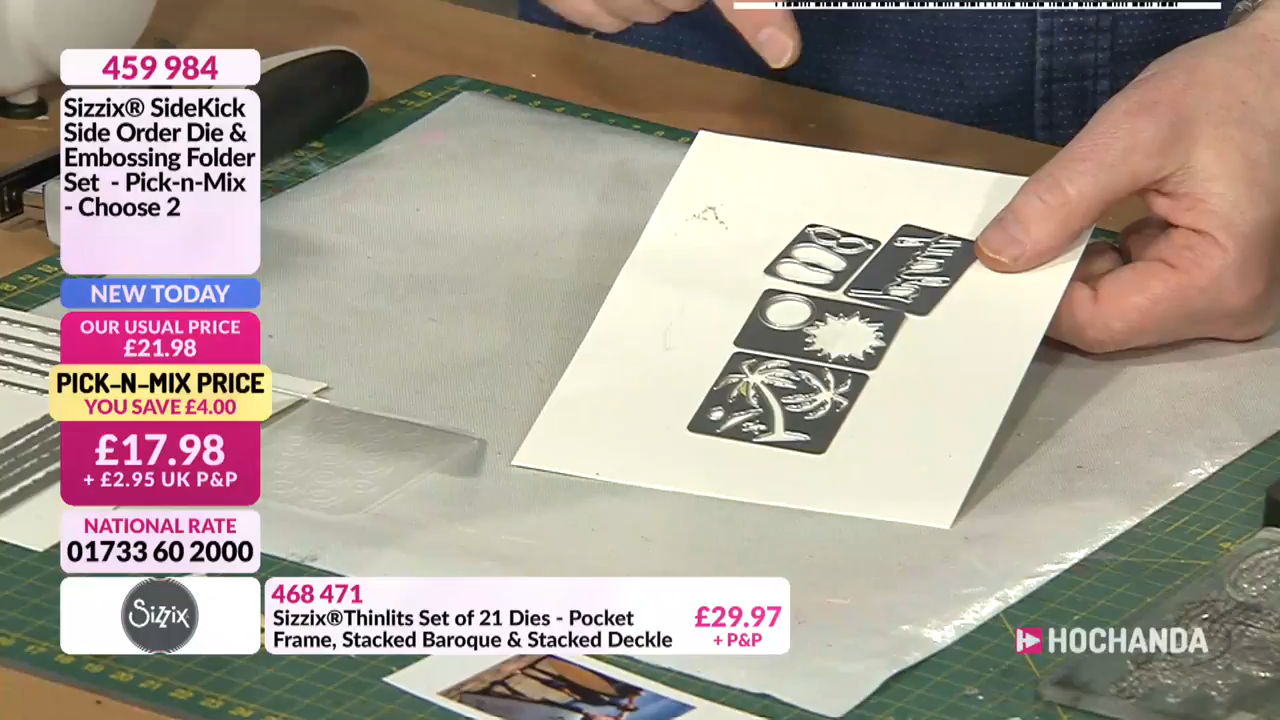 459 984
Sizzix® SideKick
Side Order Die &
Embossing Folder
Set - Pick-n-Mix
- Choose 2
NEW TODAY
OUR USUAL PRICE
£21.98
PICK-N-MIX PRICE
YOU SAVE £4.00
£17.98
+ £2.95 UK P&P
NATIONAL RATE
01733 60 2000
Sizzix
468 471
Sizzix®Thinlits Set of 21 Dies - Pocket
Frame, Stacked Baroque & Stacked Deckle
£29.97
+ P&P
HOCHANDA